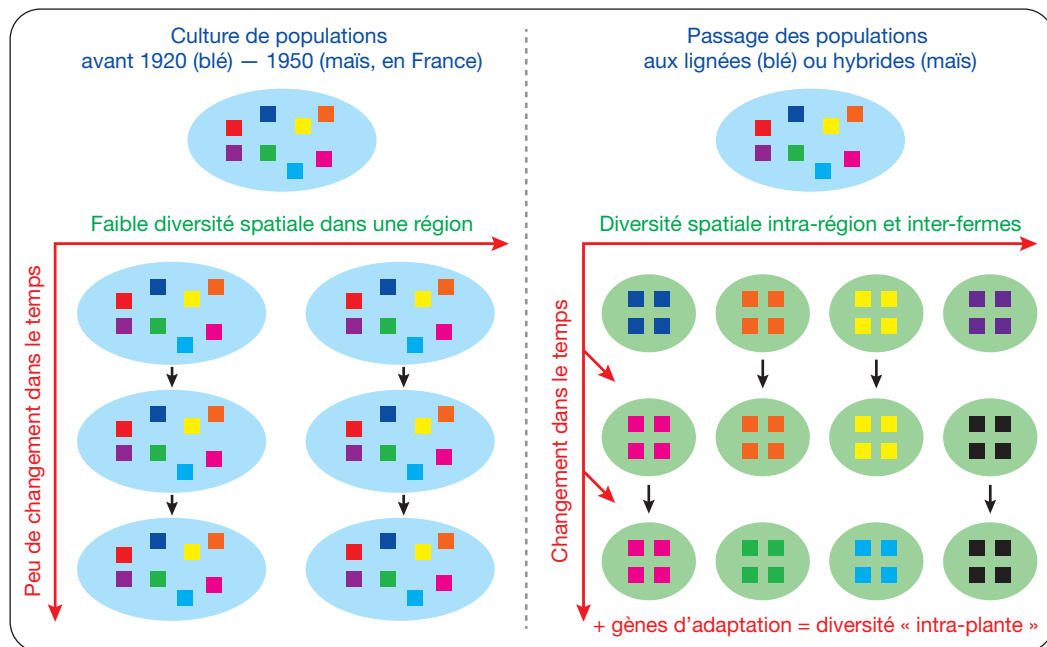 Culture de populations
avant 1920 (blé) — 1950 (maïs, en France)
Faible diversité spatiale dans une région
Peu de changement dans le temps
Passage des populations
aux lignées (blé) ou hybrides (maïs)
Diversité spatiale intra-région et inter-fermes
Changement dans le temps
+ gènes d’adaptation = diversité « intra-plante »